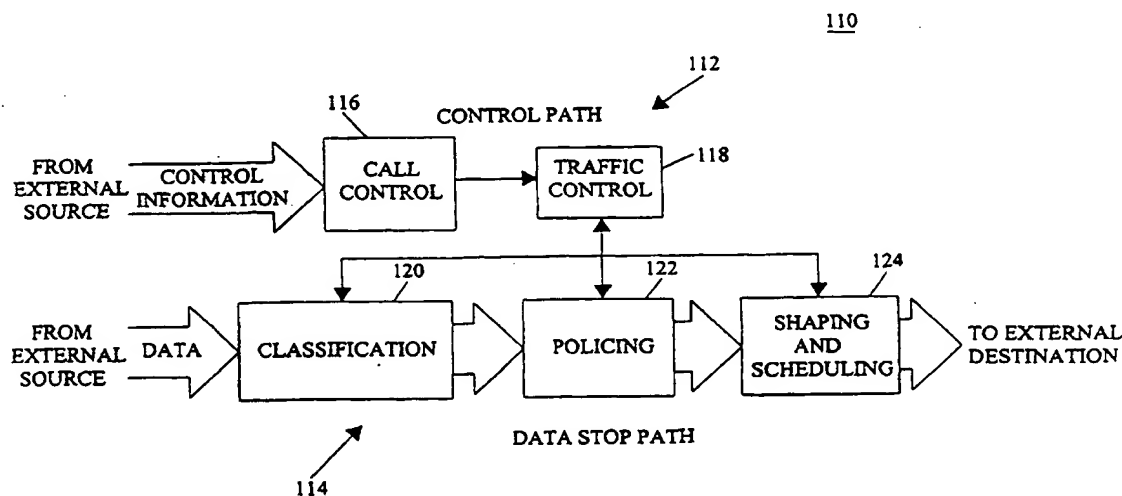 110
112
116
CONTROL PATH
FROM
EXTERNAL
SOURCE
CONTROL
INFORMATION
CALL
CONTROL
TRAFFIC
CONTROL
118
120
122
124
FROM
EXTERNAL
SOURCE
DATA
CLASSIFICATION
POLICING
SHAPING
AND
SCHEDULING
TO EXTERNAL
DESTINATION
DATA STOP PATH
114